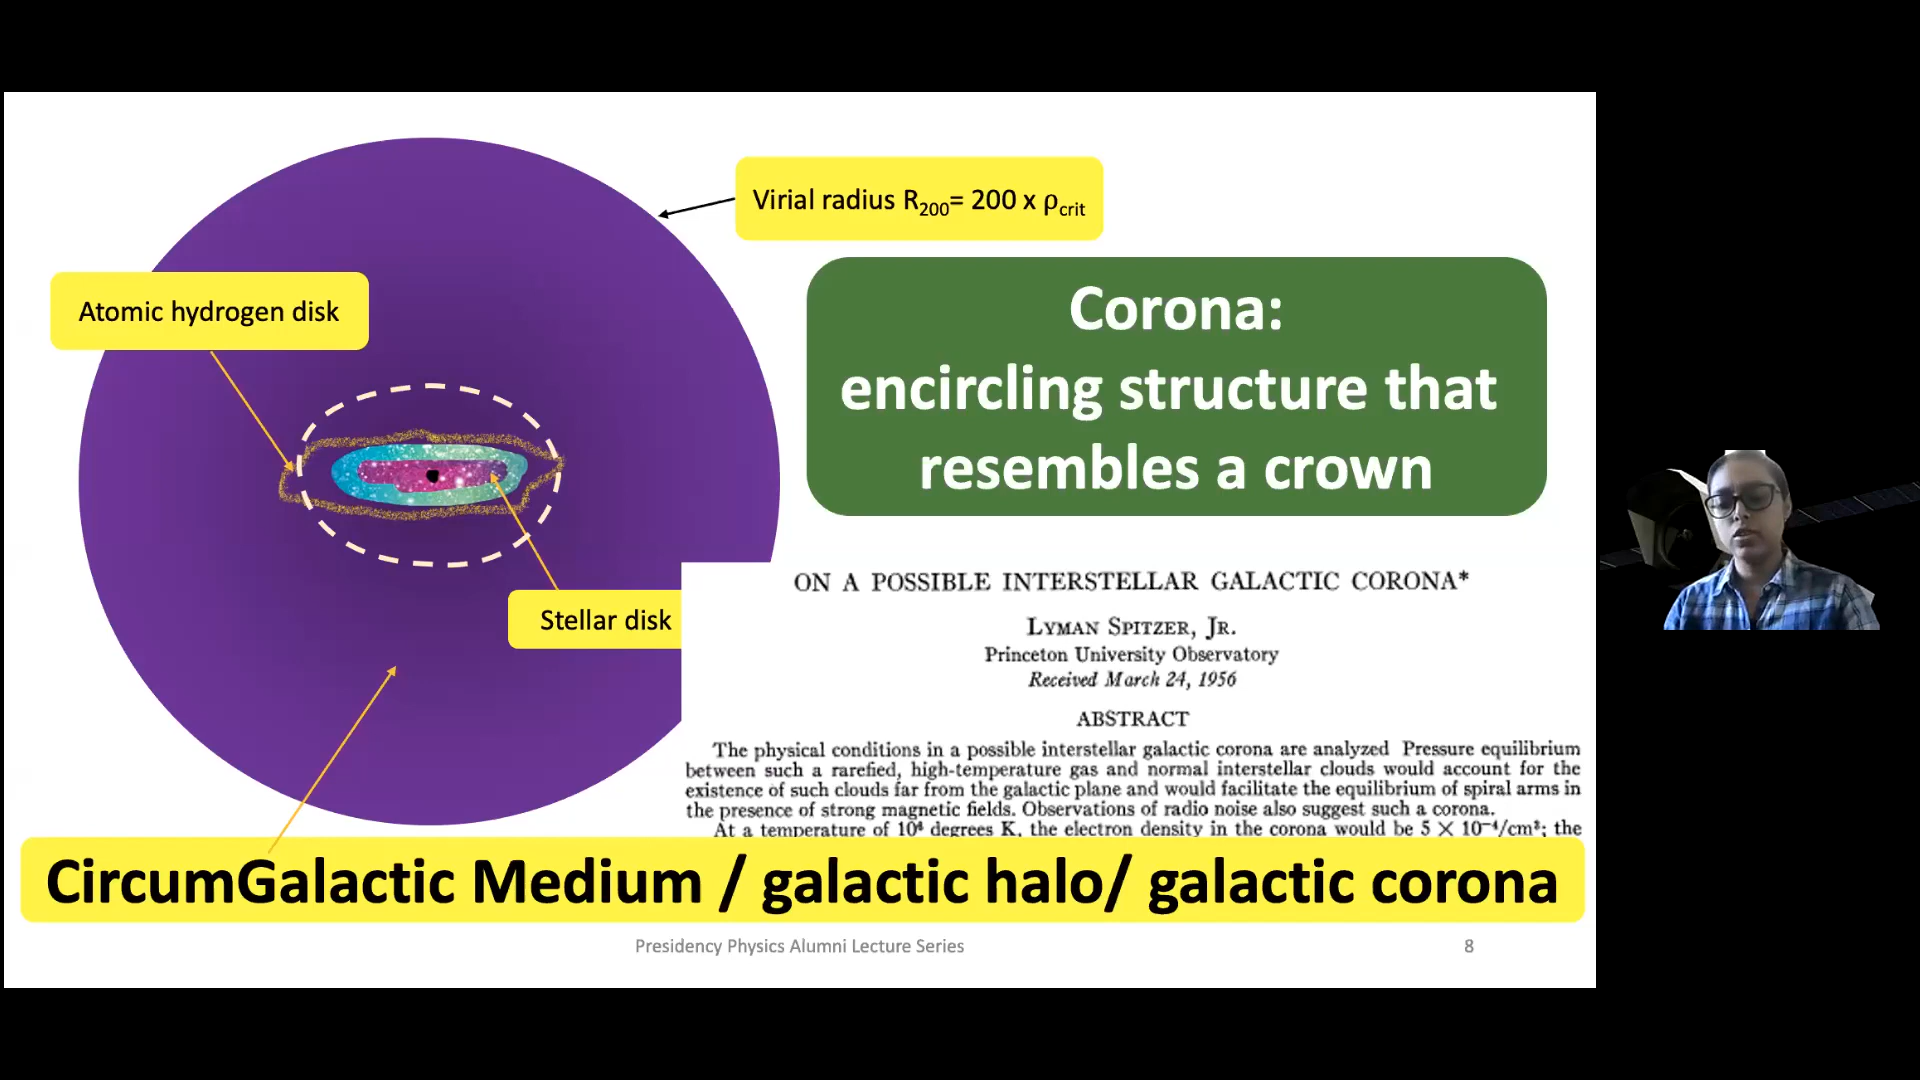 Virial radius R₂₀₀= 200 x ρcrit
Atomic hydrogen disk
Corona:
encircling structure that
resembles a crown
Stellar disk
ON A POSSIBLE INTERSTELLAR GALACTIC CORONA*
LYMAN SPITZER, JR.
Princeton University Observatory
Received March 24, 1956
ABSTRACT
The physical conditions in a possible interstellar galactic corona are analyzed Pressure equilibrium
between such a rarefied, high-temperature gas and normal interstellar clouds would account for the
existence of such clouds far from the galactic plane and would facilitate the equilibrium of spiral arms in
the presence of strong magnetic fields. Observations of radio noise also suggest such a corona.
At a temperature of 10⁶ degrees K, the electron density in the corona would be 5 × 10⁻⁴/cm³; the
CircumGalactic Medium / galactic halo/ galactic corona
Presidency Physics Alumni Lecture Series
8